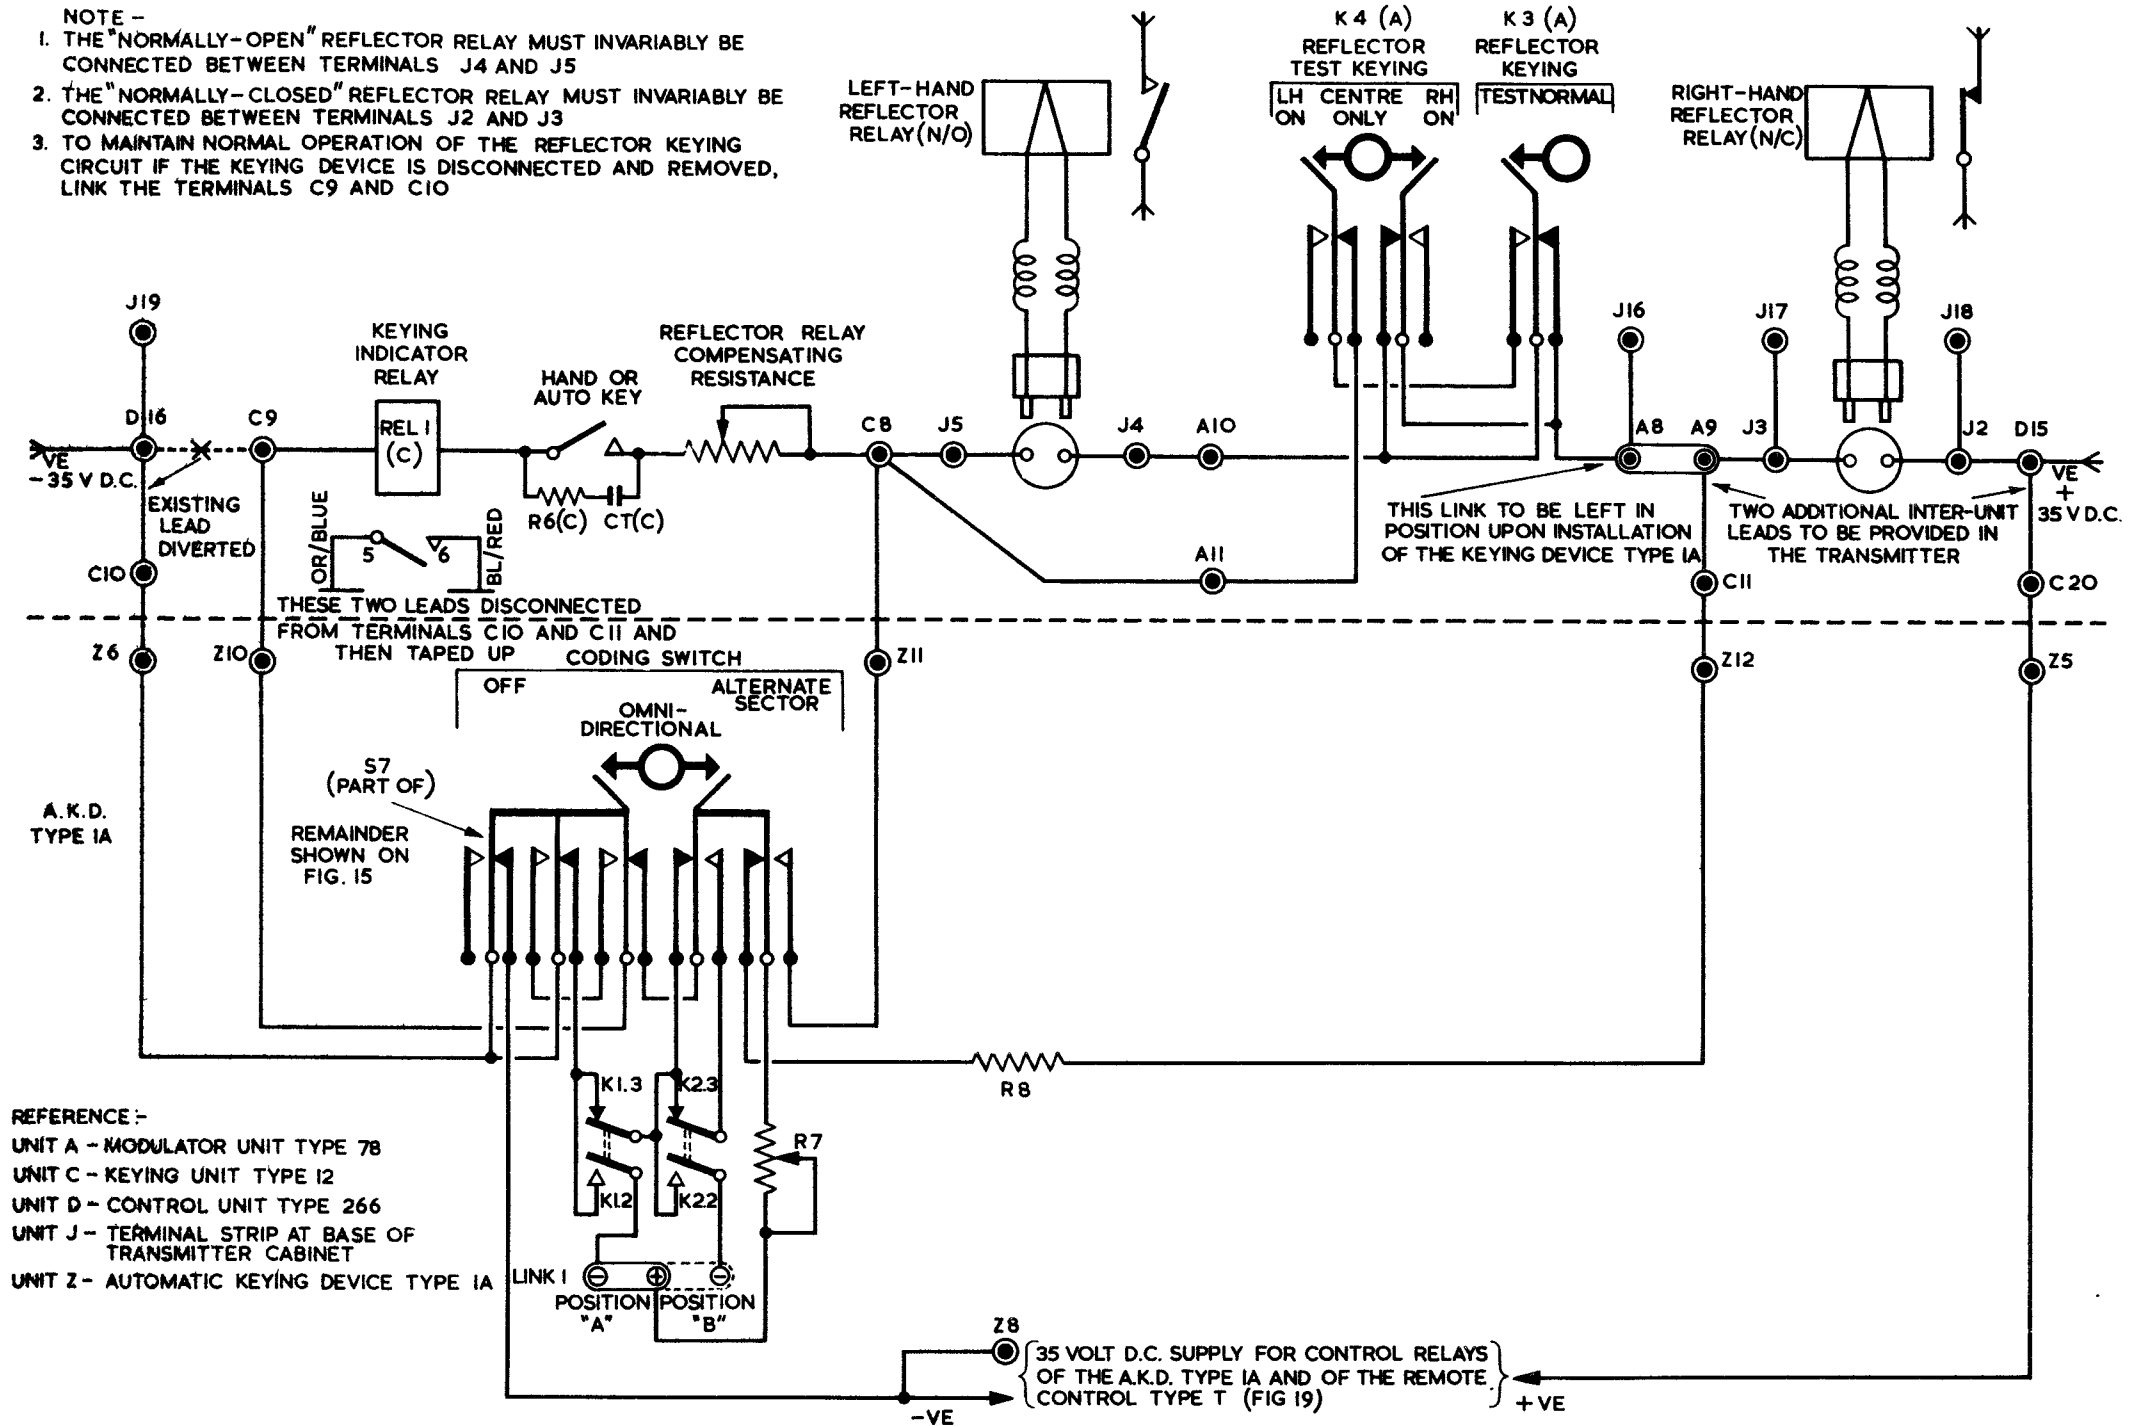 NOTE –
1. THE "NORMALLY-OPEN" REFLECTOR RELAY MUST INVARIABLY BE
CONNECTED BETWEEN TERMINALS J4 AND J5
2. THE "NORMALLY-CLOSED" REFLECTOR RELAY MUST INVARIABLY BE
CONNECTED BETWEEN TERMINALS J2 AND J3
3. TO MAINTAIN NORMAL OPERATION OF THE REFLECTOR KEYING
CIRCUIT IF THE KEYING DEVICE IS DISCONNECTED AND REMOVED,
LINK THE TERMINALS C9 AND C10
LEFT-HAND
REFLECTOR
RELAY (N/O)
K4 (A)
REFLECTOR
TEST KEYING
LH CENTRE RH
ON ONLY ON
K3 (A)
REFLECTOR
KEYING
TEST NORMAL
RIGHT-HAND
REFLECTOR
RELAY (N/C)
J19
KEYING
INDICATOR
RELAY
HAND OR
AUTO KEY
REFLECTOR RELAY
COMPENSATING
RESISTANCE
J16
J17
J18
D16
C9
REL 1
(C)
C8
J5
J4
A10
A8
A9
J3
J2
D15
VE
– 35 V D.C.
EXISTING
LEAD
DIVERTED
R6(C)
C7(C)
OR/BLUE
5
6
BL/RED
THIS LINK TO BE LEFT IN
POSITION UPON INSTALLATION
OF THE KEYING DEVICE TYPE 1A
TWO ADDITIONAL INTER-UNIT
LEADS TO BE PROVIDED IN
THE TRANSMITTER
VE
+
35 V D.C.
C10
A11
C11
C20
THESE TWO LEADS DISCONNECTED
FROM TERMINALS C10 AND C11 AND
THEN TAPED UP
Z6
Z10
CODING SWITCH
Z11
Z12
Z5
OFF
OMNI-
DIRECTIONAL
ALTERNATE
SECTOR
S7
(PART OF)
REMAINDER
SHOWN ON
FIG. 15
A.K.D.
TYPE 1A
K1.3
K2.3
R8
R7
K1.2
K2.2
REFERENCE:-
UNIT A – MODULATOR UNIT TYPE 78
UNIT C – KEYING UNIT TYPE 12
UNIT D – CONTROL UNIT TYPE 266
UNIT J – TERMINAL STRIP AT BASE OF
TRANSMITTER CABINET
UNIT Z – AUTOMATIC KEYING DEVICE TYPE 1A
LINK 1
– + –
POSITION
"A"
POSITION
"B"
Z8
35 VOLT D.C. SUPPLY FOR CONTROL RELAYS
OF THE A.K.D. TYPE 1A AND OF THE REMOTE
CONTROL TYPE T (FIG 19)
–VE
+VE